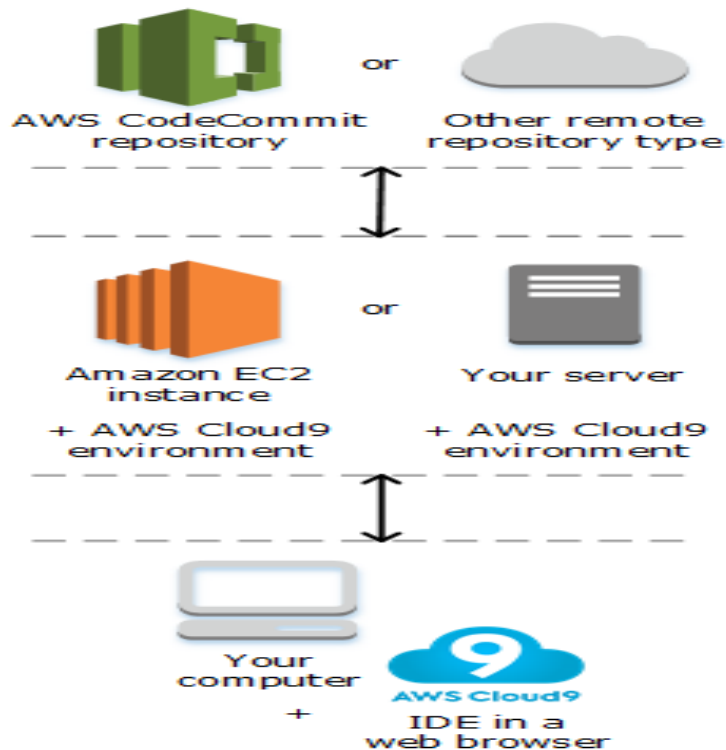 or
AWS CodeCommit
repository
Other remote
repository type
or
Amazon EC2
instance
Your server
+ AWS Cloud9
environment
+ AWS Cloud9
environment
Your
computer
+
9
AWS Cloud9
IDE in a
web browser